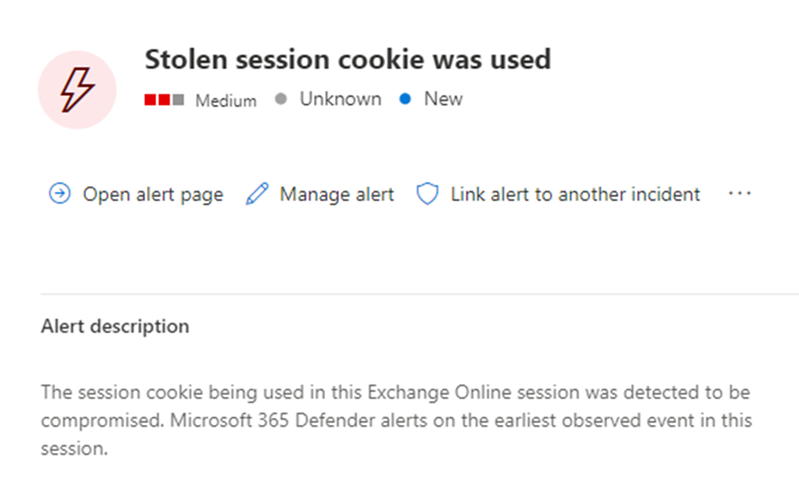 Stolen session cookie was used
Medium Unknown New
Open alert page Manage alert Link alert to another incident ...
Alert description
The session cookie being used in this Exchange Online session was detected to be
compromised. Microsoft 365 Defender alerts on the earliest observed event in this
session.